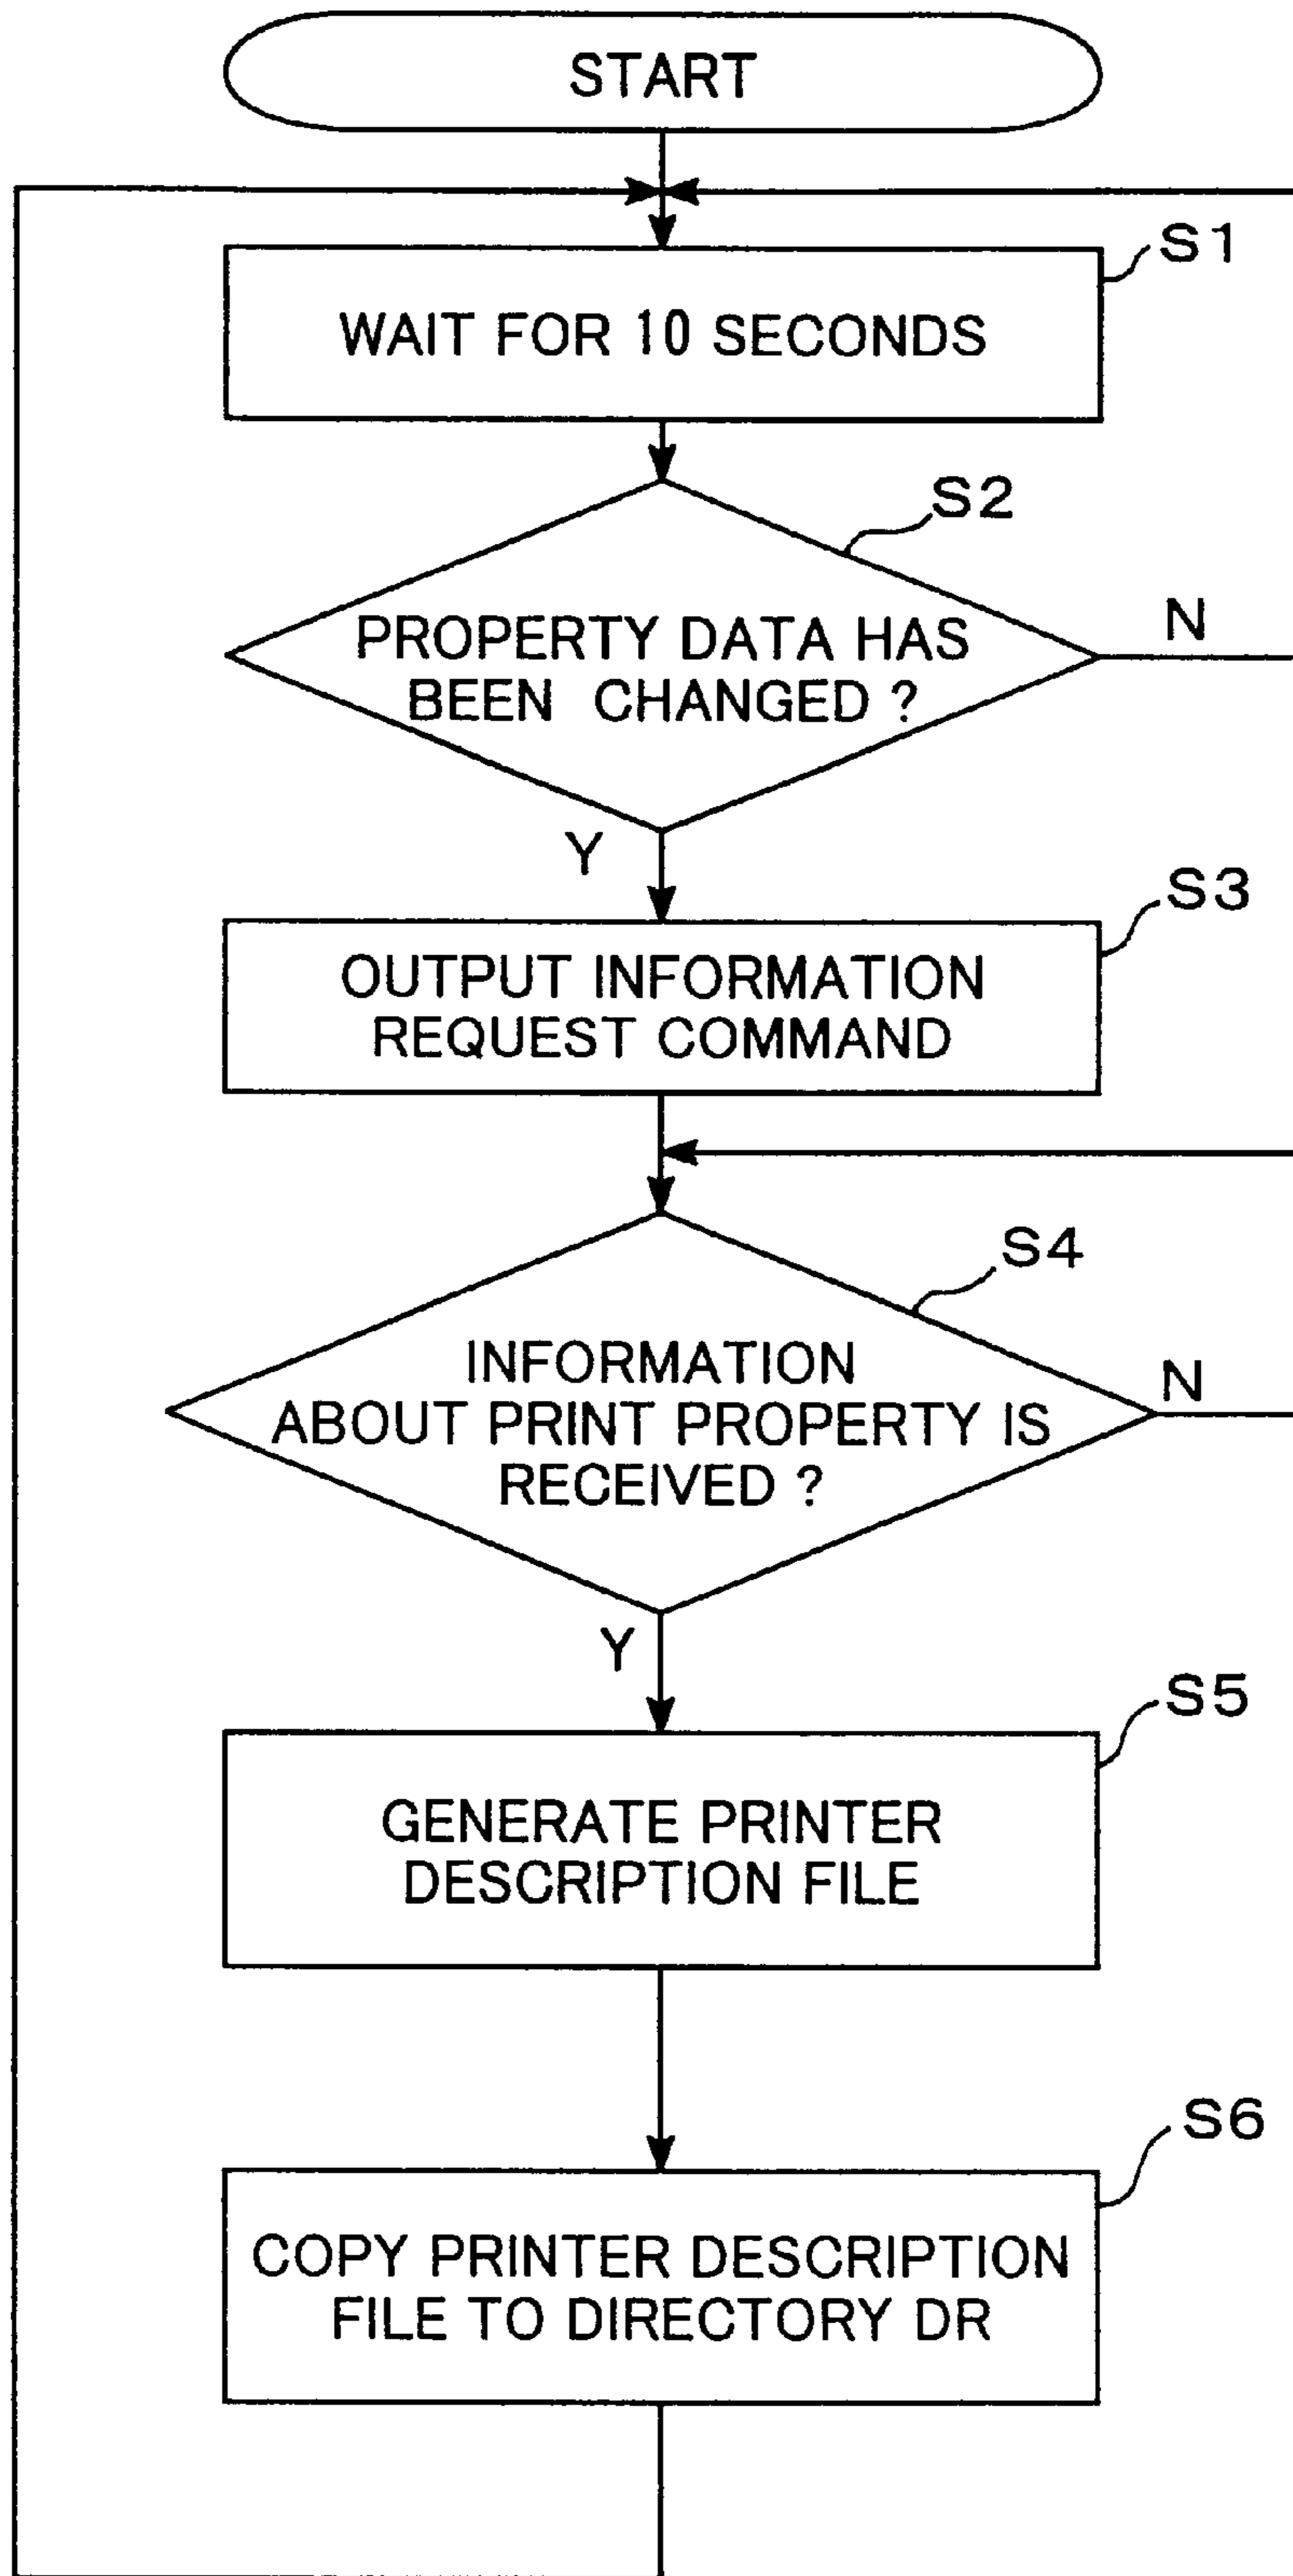 START
S1
WAIT FOR 10 SECONDS
S2
PROPERTY DATA HAS
BEEN CHANGED ?
N
Y
S3
OUTPUT INFORMATION
REQUEST COMMAND
S4
INFORMATION
ABOUT PRINT PROPERTY IS
RECEIVED ?
N
Y
S5
GENERATE PRINTER
DESCRIPTION FILE
S6
COPY PRINTER DESCRIPTION
FILE TO DIRECTORY DR